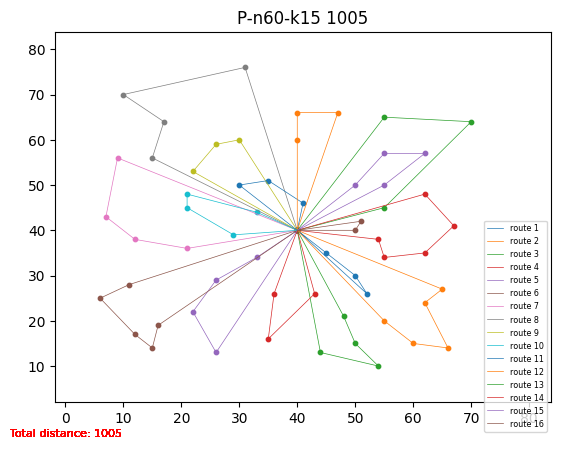 P-n60-k15 1005
80
70
60
50
40
30
20
10
0 10 20 30 40 50 60 70 80
route 1
route 2
route 3
route 4
route 5
route 6
route 7
route 8
route 9
route 10
route 11
route 12
route 13
route 14
route 15
route 16
Total distance: 1005